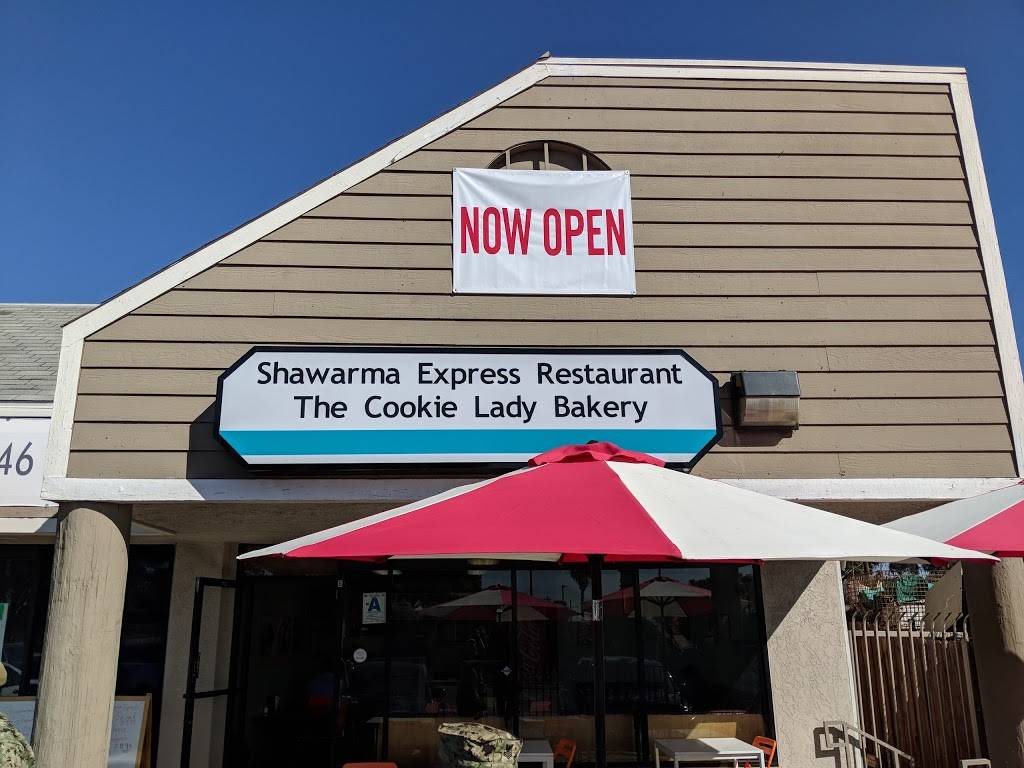 NOW OPEN
Shawarma Express Restaurant
The Cookie Lady Bakery
46
A